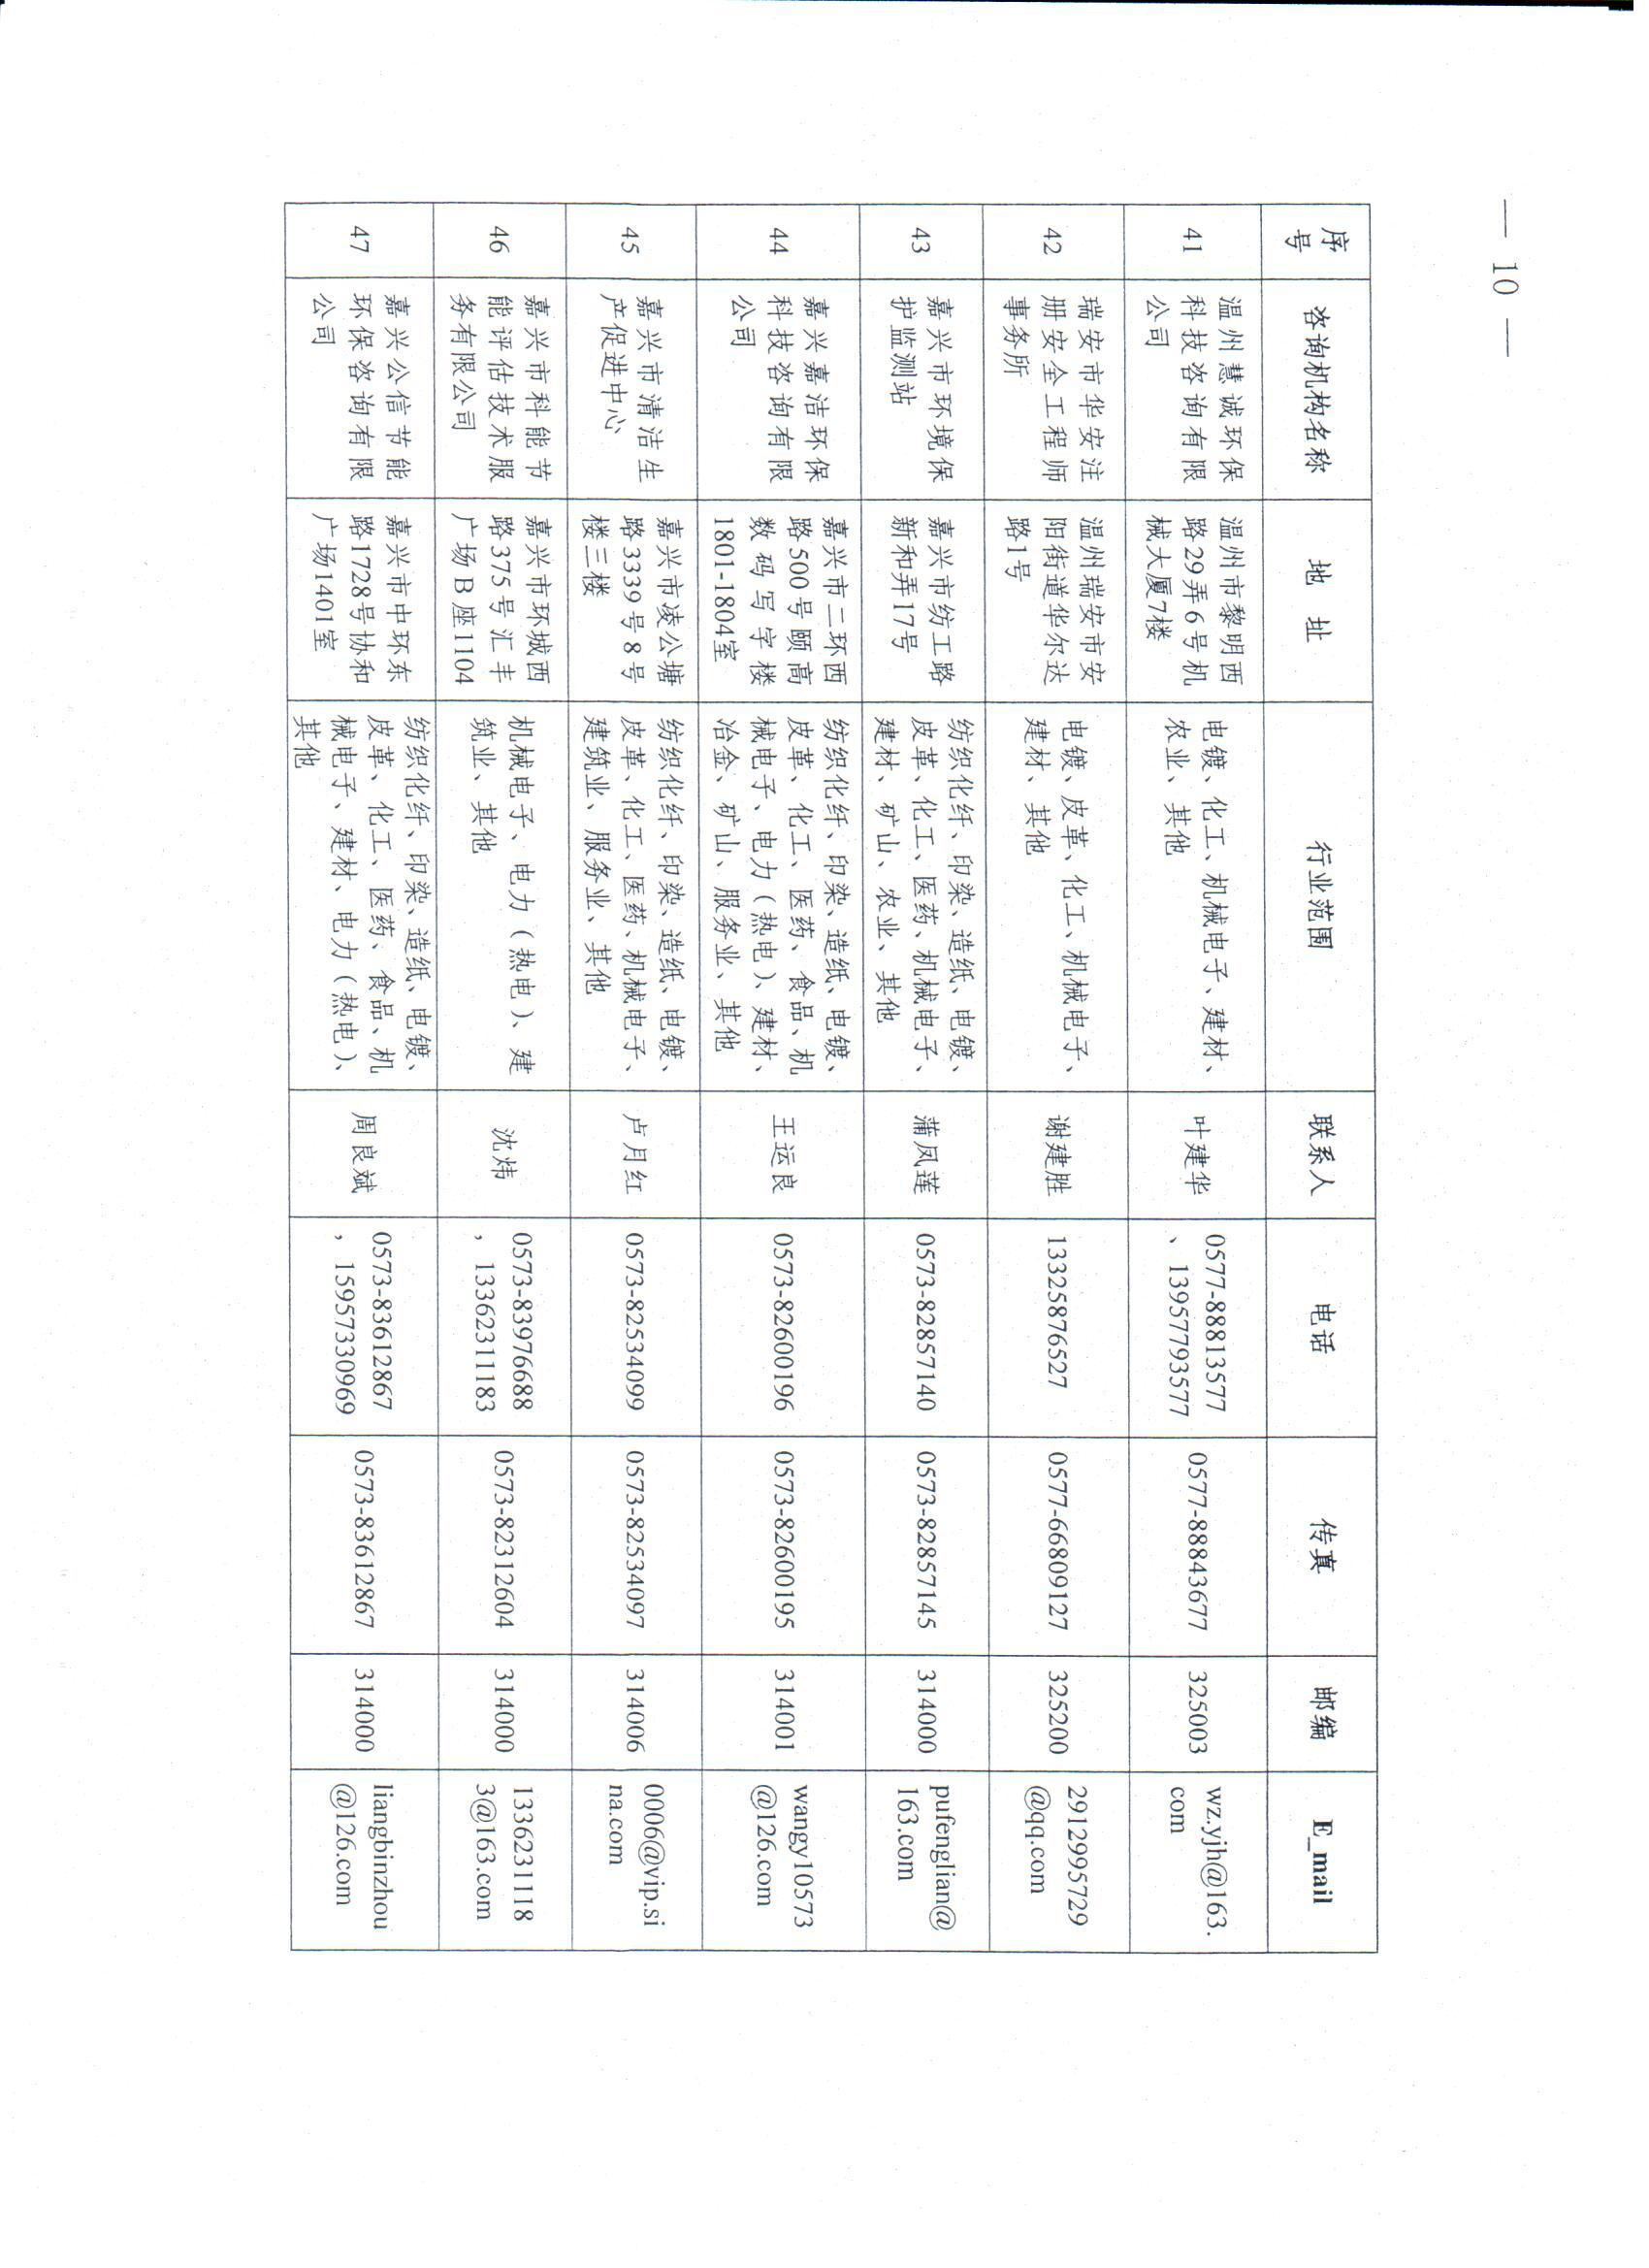 — 10 —
序号
咨询机构名称
地 址
行业范围
联系人
电话
传真
邮编
E_mail
41
温州慧诚环保
科技咨询有限
公司
温州市黎明西
路29弄6号机
械大厦7楼
电镀、化工、机械电子、建材、
农业、其他
叶建华
0577-88813577
、13957793577
0577-88843677
325003
wz.yjh@163.
com
42
瑞安市华安注
册安全工程师
事务所
温州瑞安市安
阳街道华尔达
路1号
电镀、皮革、化工、机械电子、
建材、其他
谢建胜
13325876527
0577-66809127
325200
2912995729
@qq.com
43
嘉兴市环境保
护监测站
嘉兴市纺工路
新和弄17号
纺织化纤、印染、造纸、电镀、
皮革、化工、医药、机械电子、
建材、矿山、农业、其他
蒲凤莲
0573-82857140
0573-82857145
314000
pufenglian@
163.com
44
嘉兴嘉洁环保
科技咨询有限
公司
嘉兴市二环西
路500号颐高
数码写字楼
1801-1804室
纺织化纤、印染、造纸、电镀、
皮革、化工、医药、食品、机
械电子、电力（热电）、建材、
冶金、矿山、服务业、其他
王运良
0573-82600196
0573-82600195
314001
wangy10573
@126.com
45
嘉兴市清洁生
产促进中心
嘉兴市凌公塘
路3339号8号
楼三楼
纺织化纤、印染、造纸、电镀、
皮革、化工、医药、机械电子、
建筑业、服务业、其他
卢月红
0573-82534099
0573-82534097
314006
0006@vip.si
na.com
46
嘉兴市科能节
能评估技术服
务有限公司
嘉兴市环城西
路375号汇丰
广场B座1104
机械电子、电力（热电）、建
筑业、其他
沈炜
0573-83976688
，13362311183
0573-82312604
314000
1336231118
3@163.com
47
嘉兴公信节能
环保咨询有限
公司
嘉兴市中环东
路1728号协和
广场1401室
纺织化纤、印染、造纸、电镀、
皮革、化工、医药、食品、机
械电子、建材、电力（热电）、
其他
周良斌
0573-83612867
，15957330969
0573-83612867
314000
liangbinzhou
@126.com